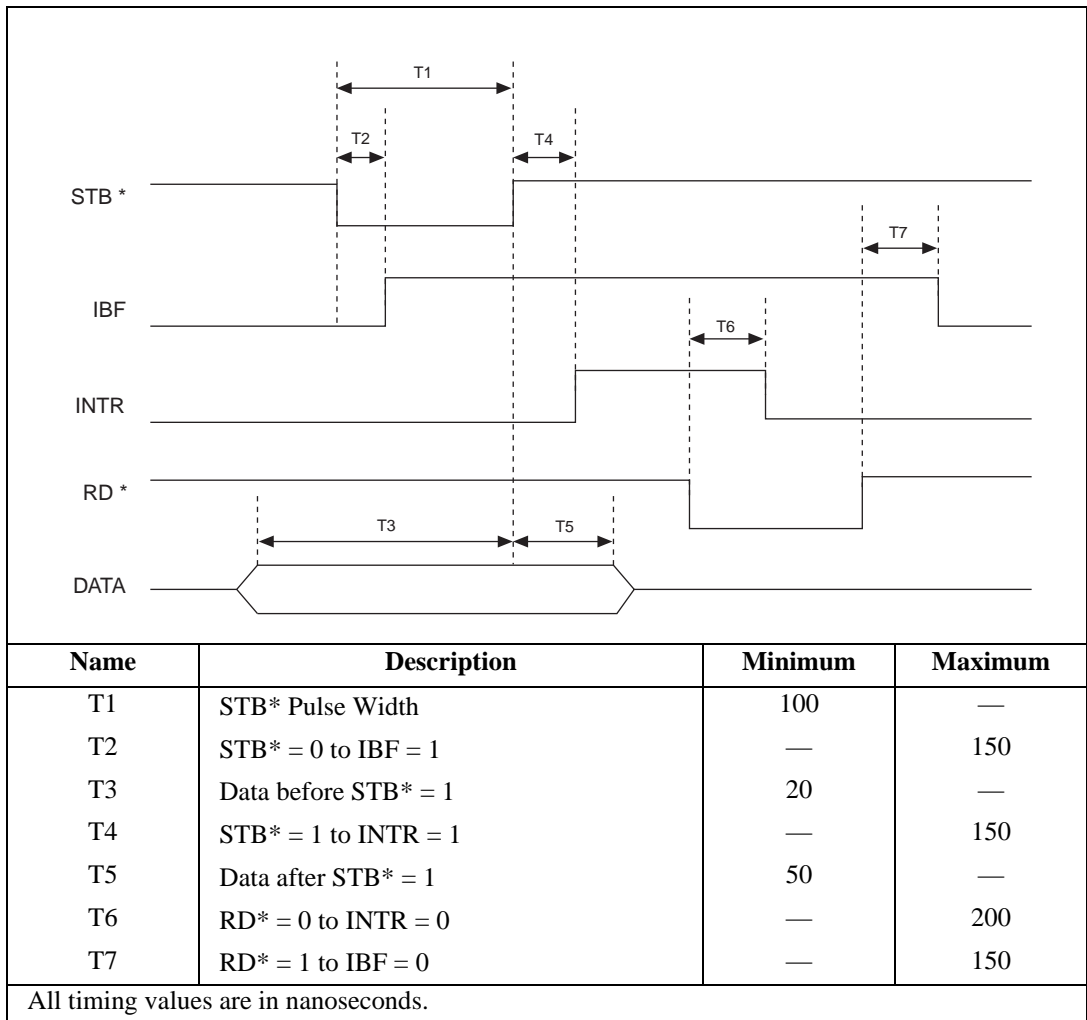 T1
T2
T4
STB *
T7
IBF
T6
INTR
RD *
T3
T5
DATA
Name Description Minimum Maximum
T1 STB* Pulse Width 100 —
T2 STB* = 0 to IBF = 1 — 150
T3 Data before STB* = 1 20 —
T4 STB* = 1 to INTR = 1 — 150
T5 Data after STB* = 1 50 —
T6 RD* = 0 to INTR = 0 — 200
T7 RD* = 1 to IBF = 0 — 150
All timing values are in nanoseconds.